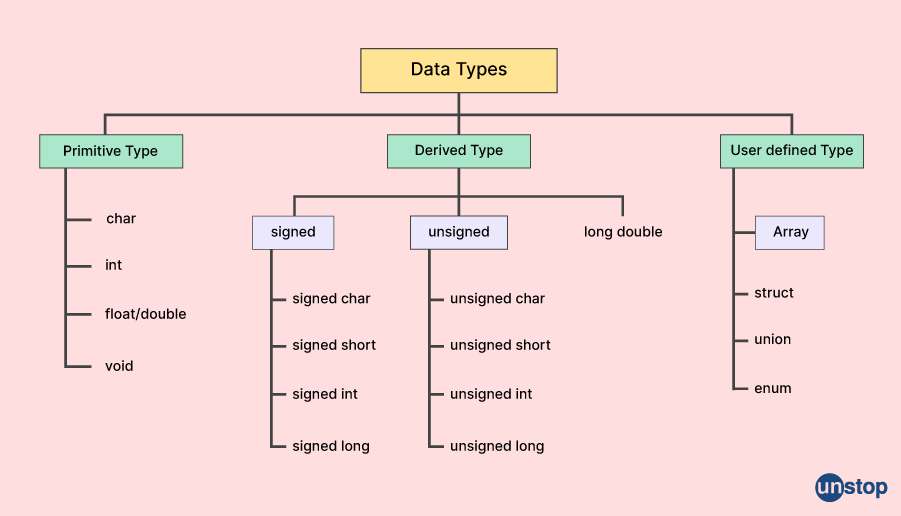 Data Types
Primitive Type
Derived Type
User defined Type
char
int
float/double
void
signed
unsigned
long double
signed char
signed short
signed int
signed long
unsigned char
unsigned short
unsigned int
unsigned long
Array
struct
union
enum
unstop